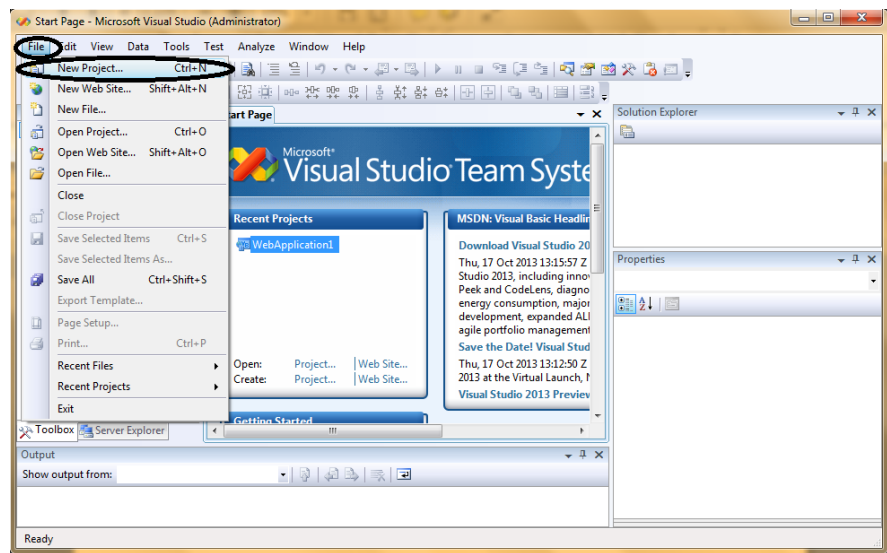 Start Page - Microsoft Visual Studio (Administrator)
File Edit View Data Tools Test Analyze Window Help
New Project... Ctrl+N
New Web Site... Shift+Alt+N
New File...
Open Project... Ctrl+O
Open Web Site... Shift+Alt+O
Open File...
Close
Close Project
Save Selected Items Ctrl+S
Save Selected Items As...
Save All Ctrl+Shift+S
Export Template...
Page Setup...
Print... Ctrl+P
Recent Files
Recent Projects
Exit
tart Page
Microsoft®
Visual Studio Team Syste
Recent Projects
WebApplication1
Open: Project... Web Site...
Create: Project... Web Site...
Getting Started
MSDN: Visual Basic Headlin
Download Visual Studio 20
Thu, 17 Oct 2013 13:15:57 Z
Studio 2013, including innov
Peek and CodeLens, diagno
energy consumption, major
development, expanded ALI
agile portfolio management
Save the Date! Visual Stud
Thu, 17 Oct 2013 13:12:50 Z
2013 at the Virtual Launch, N
Visual Studio 2013 Preview
Solution Explorer
Properties
Toolbox Server Explorer
Output
Show output from:
Ready